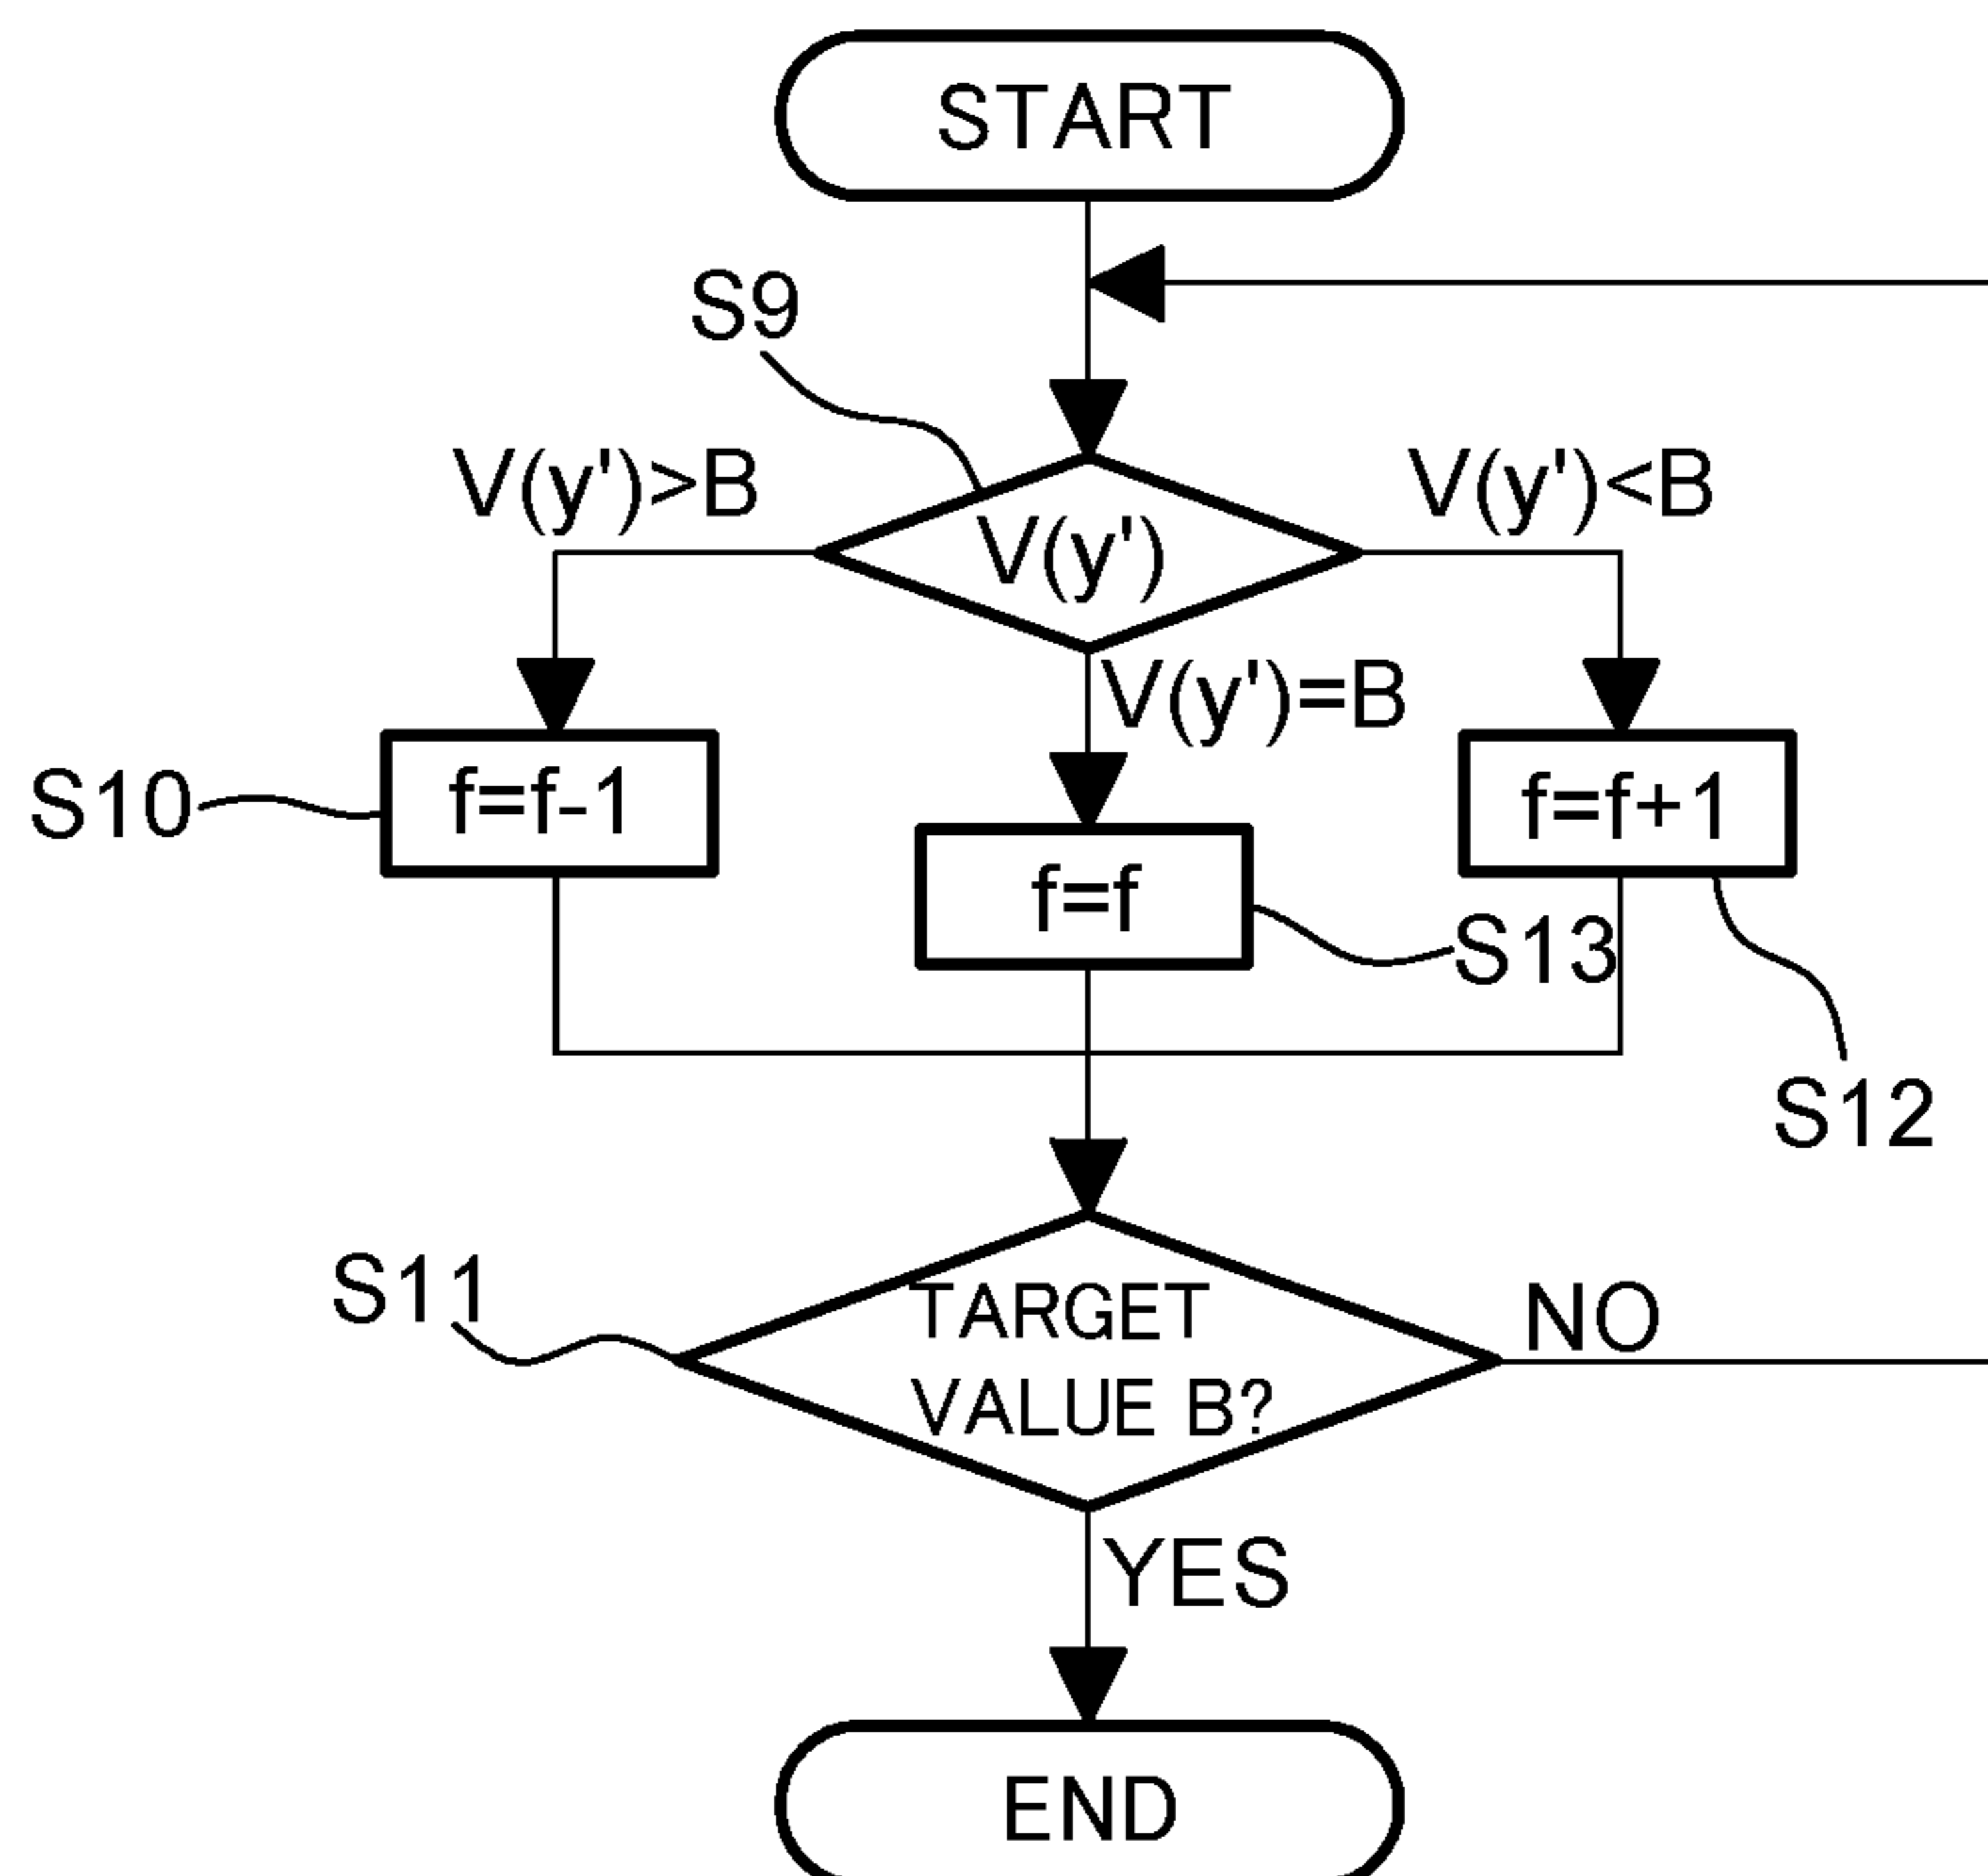 START
S9
V(y')>B
V(y')<B
V(y')
V(y')=B
S10
f=f-1
f=f+1
f=f
S13
S12
S11
TARGET
VALUE B?
NO
YES
END